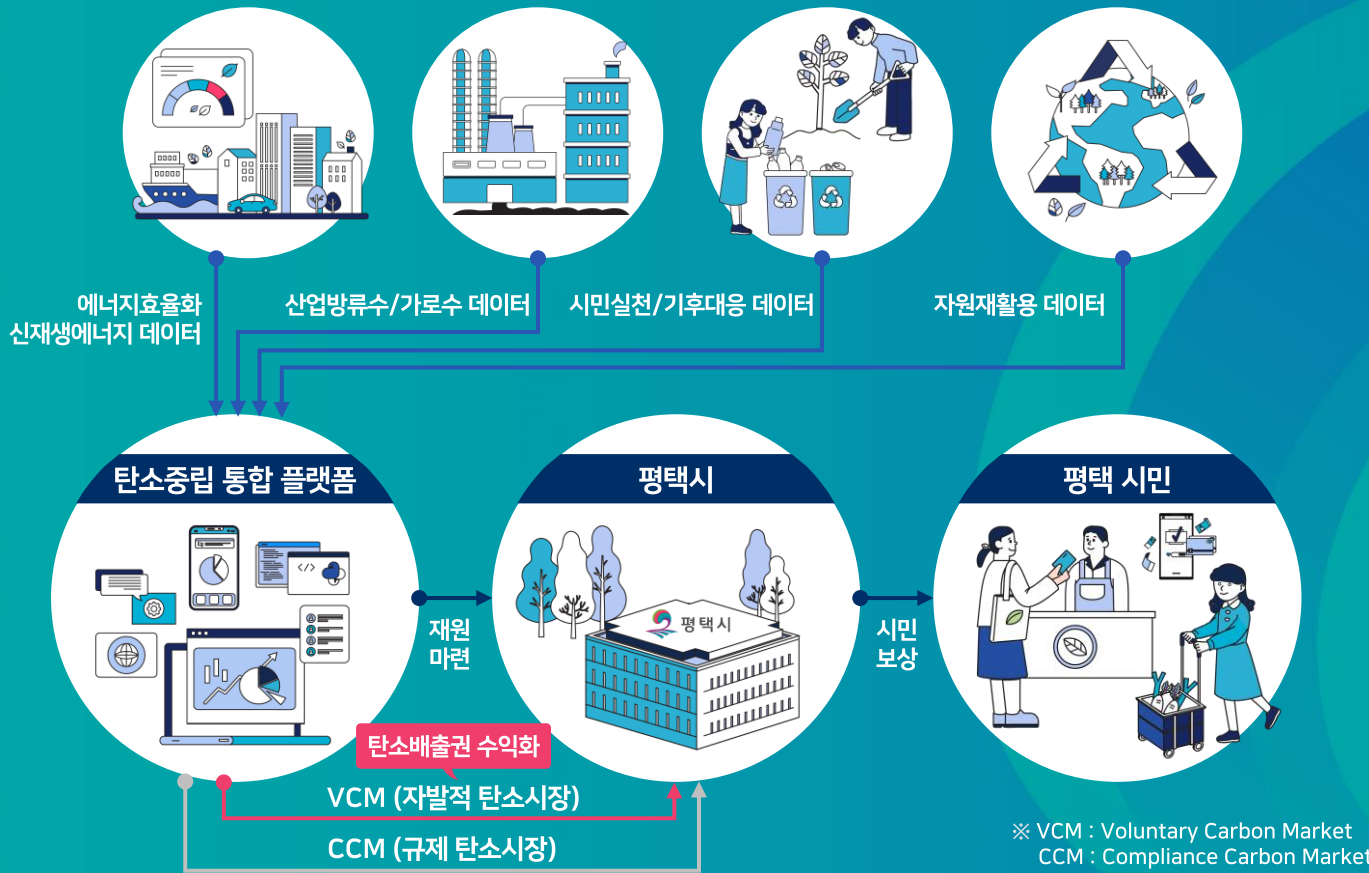 에너지효율화
신재생에너지 데이터
산업방류수/가로수 데이터
시민실천/기후대응 데이터
자원재활용 데이터
탄소중립 통합 플랫폼
평택시
평택 시민
</>
평택시
재원
마련
시민
보상
탄소배출권 수익화
VCM (자발적 탄소시장)
CCM (규제 탄소시장)
※ VCM : Voluntary Carbon Market
CCM : Compliance Carbon Market